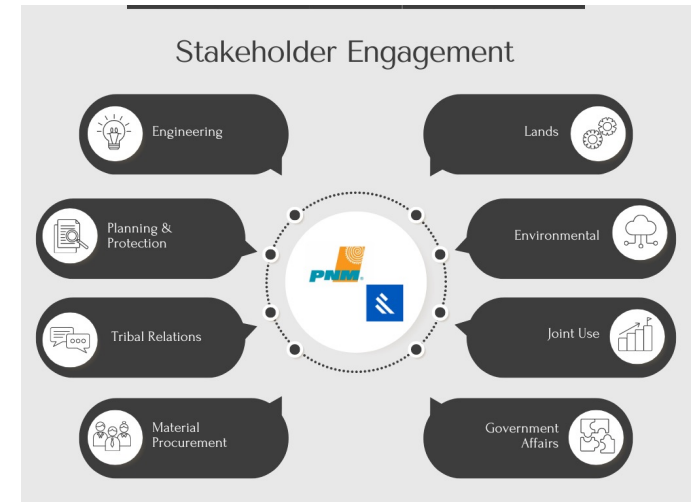 Stakeholder Engagement
Engineering
Lands
Planning &
Protection
Environmental
PNM
Tribal Relations
Joint Use
Material
Procurement
Government
Affairs